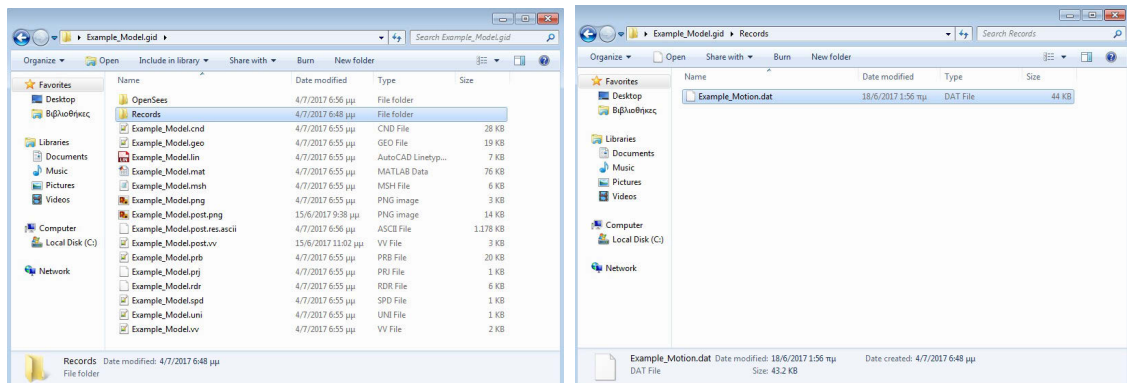 Example_Model.gid
Search Example_Model.gid
Organize Open Include in library Share with Burn New folder
Favorites
Desktop
Βιβλιοθήκες
Libraries
Documents
Music
Pictures
Videos
Computer
Local Disk (C:)
Network
Name Date modified Type Size
OpenSees 4/7/2017 6:56 μμ File folder
Records 4/7/2017 6:48 μμ File folder
Example_Model.cnd 4/7/2017 6:55 μμ CND File 28 KB
Example_Model.geo 4/7/2017 6:55 μμ GEO File 19 KB
Example_Model.lin 4/7/2017 6:55 μμ AutoCAD Linetyp... 7 KB
Example_Model.mat 4/7/2017 6:55 μμ MATLAB Data 76 KB
Example_Model.msh 4/7/2017 6:55 μμ MSH File 6 KB
Example_Model.png 4/7/2017 6:55 μμ PNG image 3 KB
Example_Model.post.png 15/6/2017 9:38 μμ PNG image 14 KB
Example_Model.post.res.ascii 4/7/2017 6:56 μμ ASCII File 1.178 KB
Example_Model.post.vv 15/6/2017 11:02 μμ VV File 3 KB
Example_Model.prb 4/7/2017 6:55 μμ PRB File 20 KB
Example_Model.prj 4/7/2017 6:55 μμ PRJ File 1 KB
Example_Model.rdr 4/7/2017 6:55 μμ RDR File 6 KB
Example_Model.spd 4/7/2017 6:55 μμ SPD File 1 KB
Example_Model.uni 4/7/2017 6:55 μμ UNI File 1 KB
Example_Model.vv 4/7/2017 6:55 μμ VV File 2 KB
Records Date modified: 4/7/2017 6:48 μμ
File folder
Example_Model.gid Records
Search Records
Organize Open Share with Burn New folder
Favorites
Desktop
Βιβλιοθήκες
Libraries
Documents
Music
Pictures
Videos
Computer
Local Disk (C:)
Network
Name Date modified Type Size
Example_Motion.dat 18/6/2017 1:56 πμ DAT File 44 KB
Example_Motion.dat Date modified: 18/6/2017 1:56 πμ Date created: 4/7/2017 6:48 μμ
DAT File Size: 43.2 KB